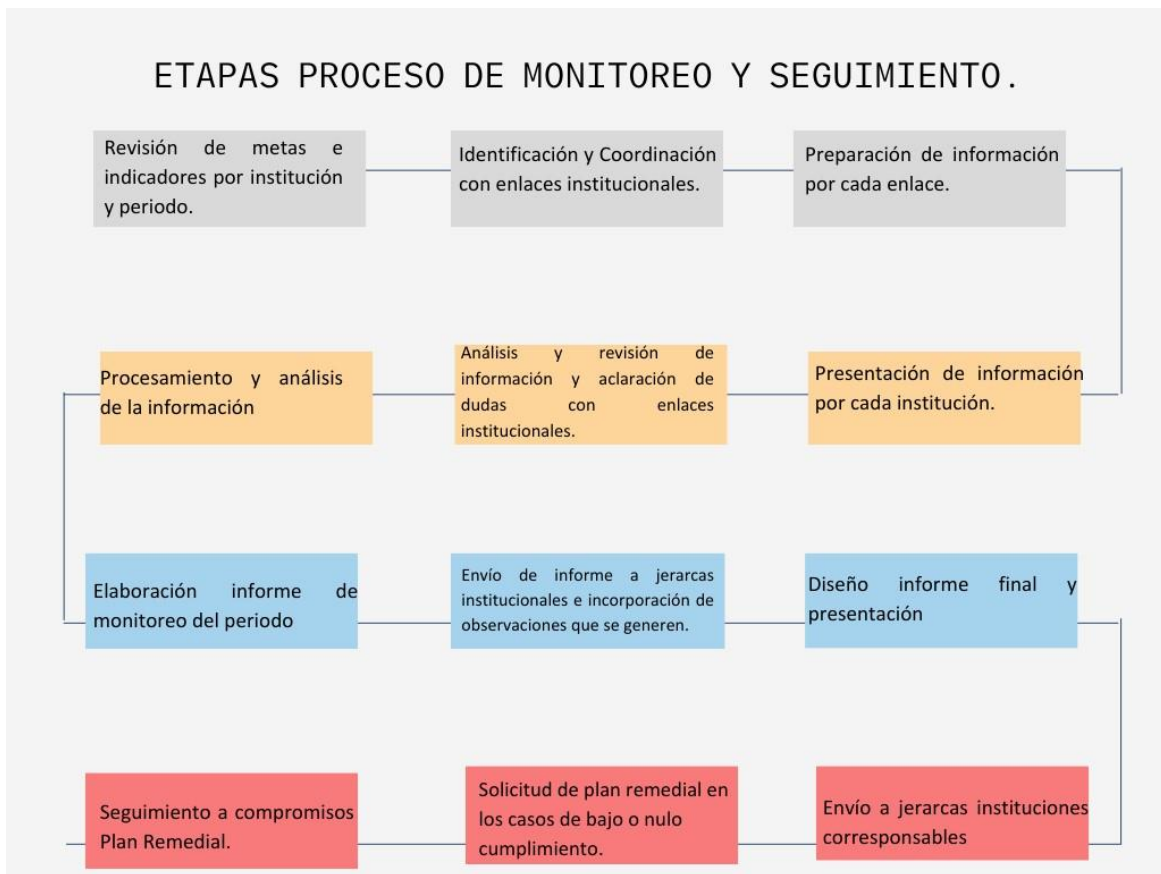 ETAPAS PROCESO DE MONITOREO Y SEGUIMIENTO.
Revisión de metas e
indicadores por institución
y periodo.
Identificación y Coordinación
con enlaces institucionales.
Preparación de información
por cada enlace.
Presentación de información
por cada institución.
Análisis y revisión de
información y aclaración de
dudas con enlaces
institucionales.
Procesamiento y análisis
de la información
Elaboración informe de
monitoreo del periodo
Envío de informe a jerarcas
institucionales e incorporación de
observaciones que se generen.
Diseño informe final y
presentación
Envío a jerarcas instituciones
corresponsables
Solicitud de plan remedial en
los casos de bajo o nulo
cumplimiento.
Seguimiento a compromisos
Plan Remedial.